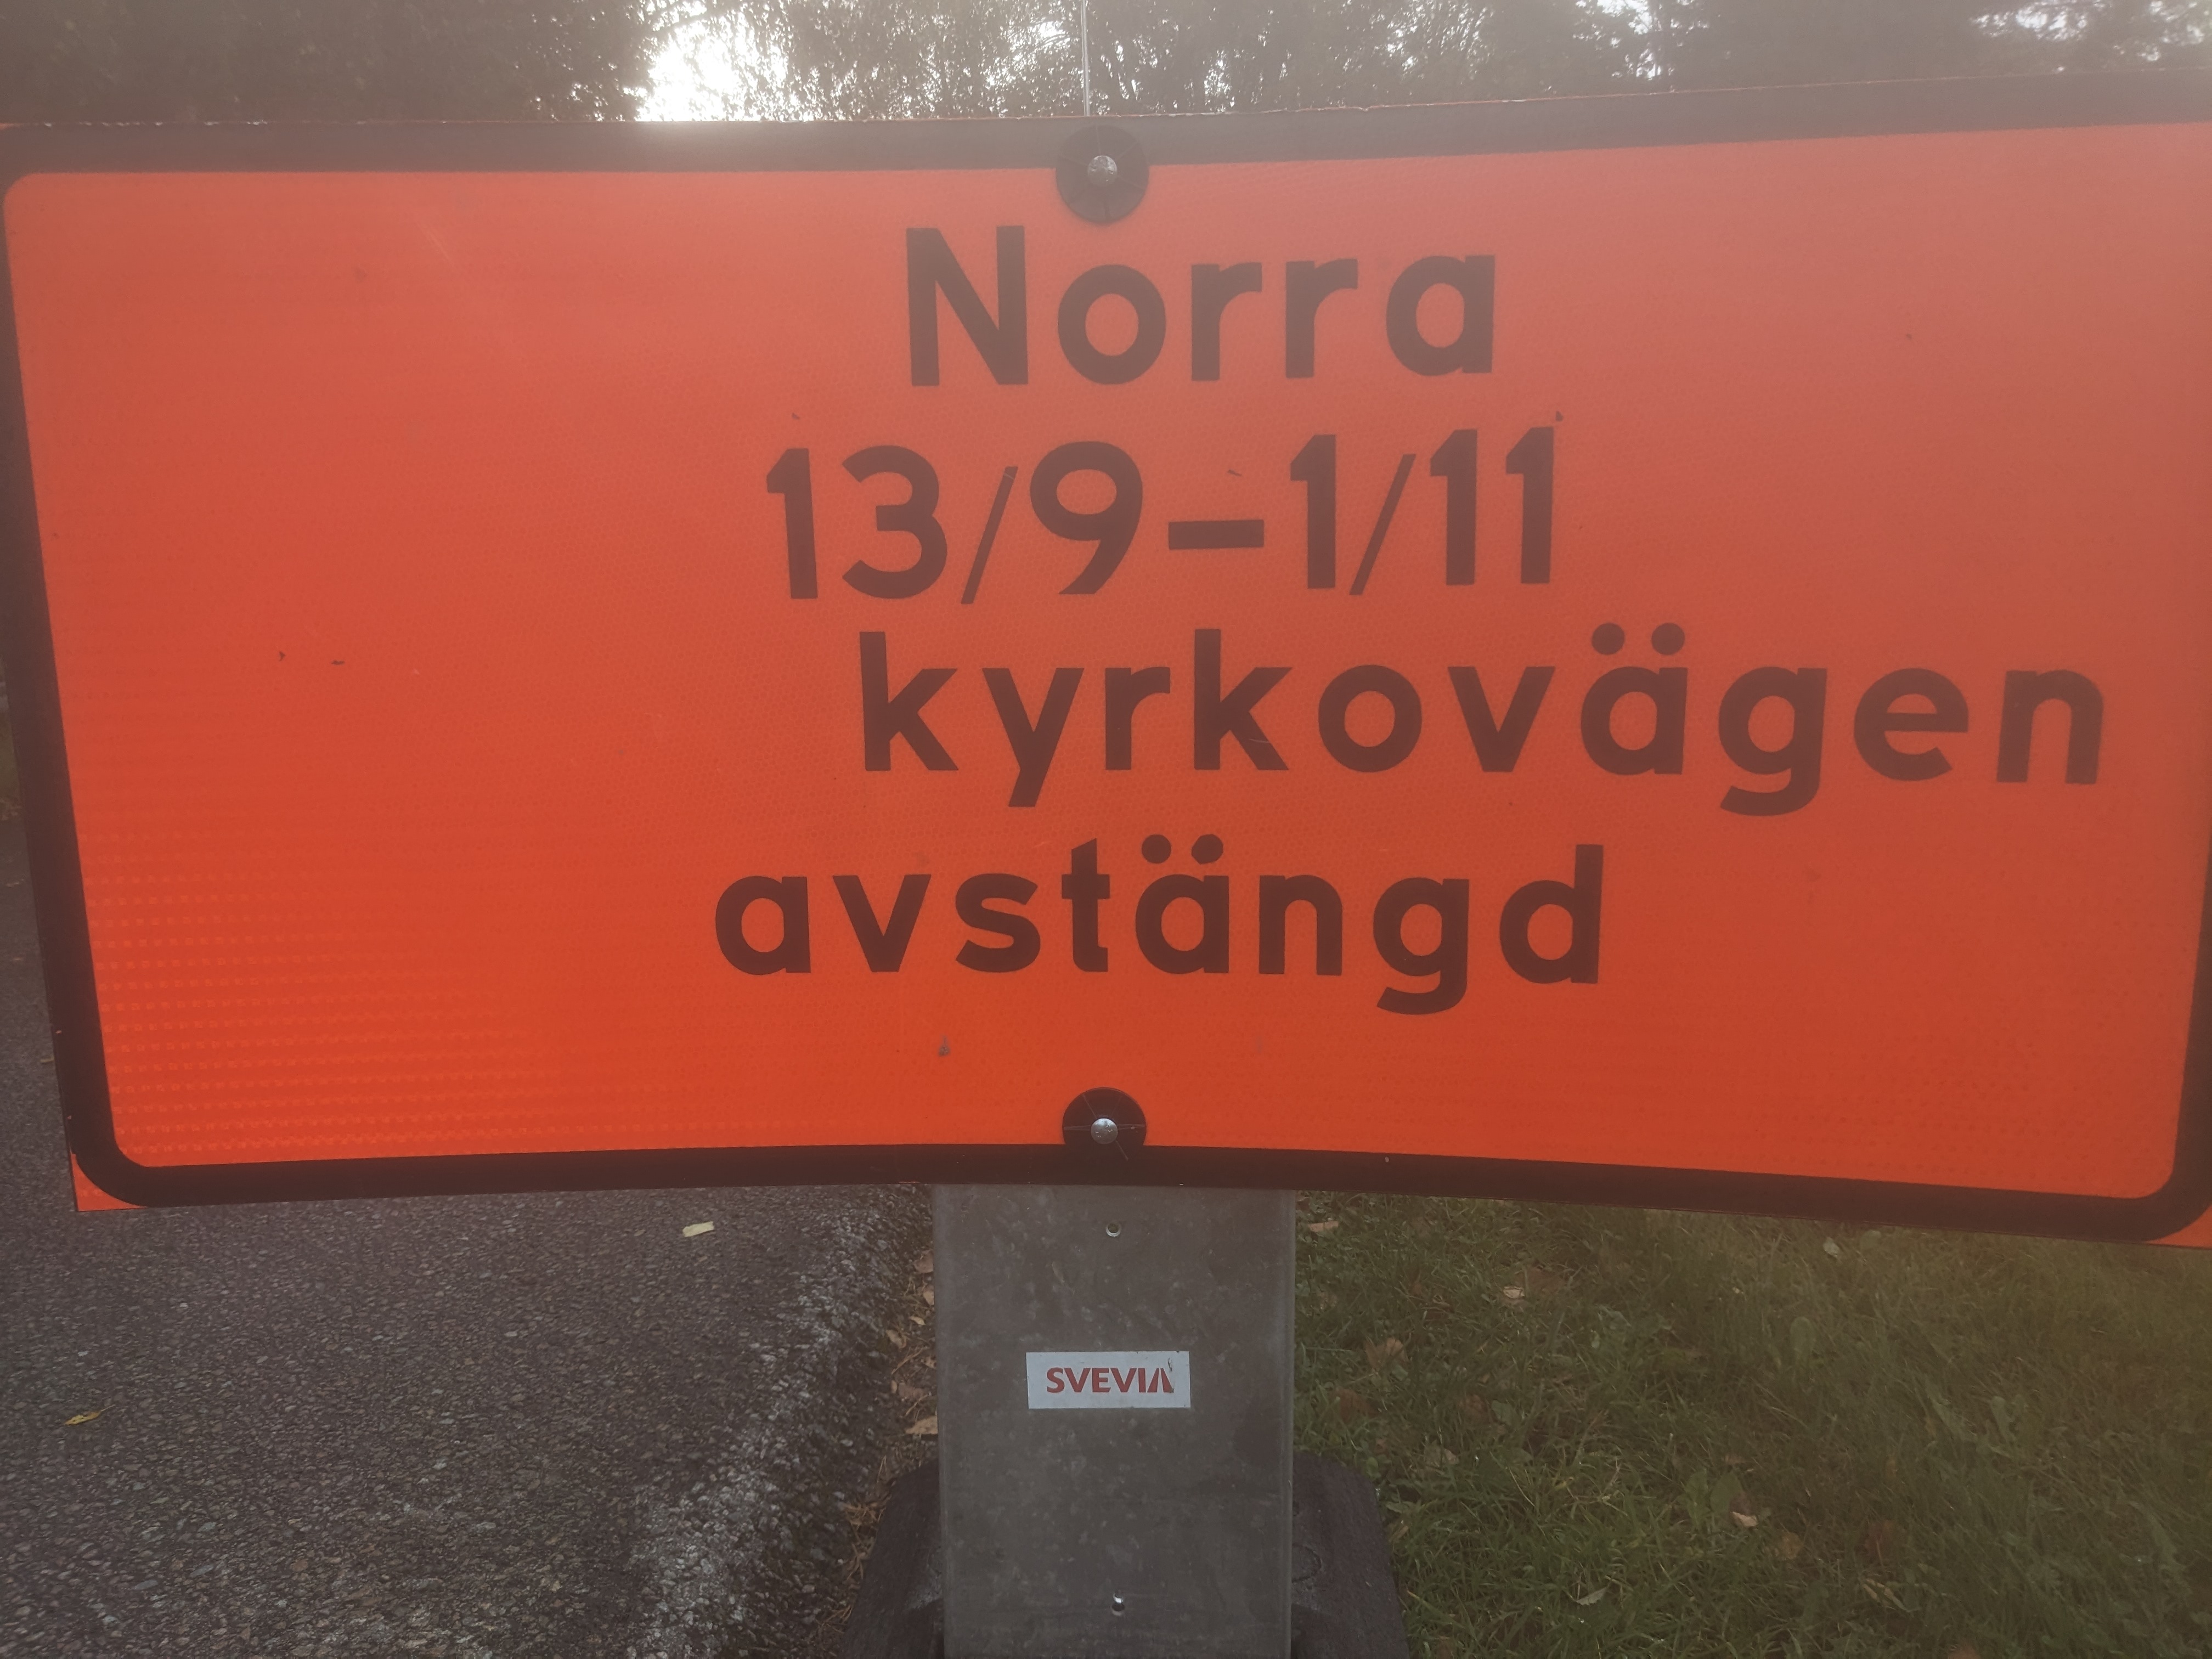 Norra
13/9-1/11
kyrkovägen
avstängd
SVEVIA